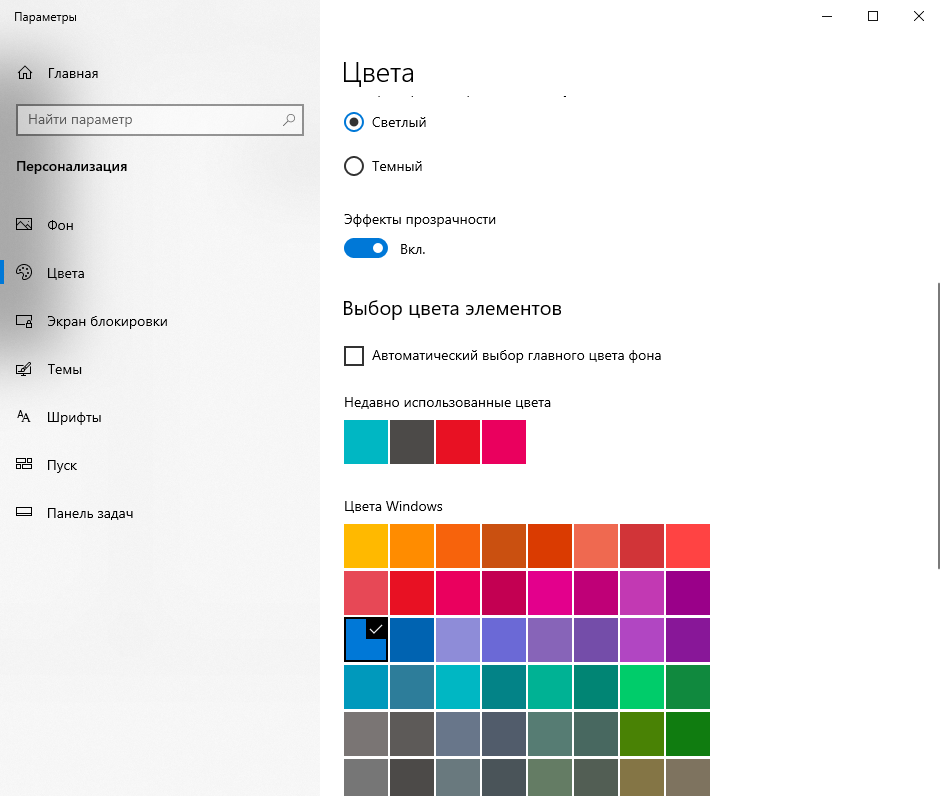 Параметры
Главная
Найти параметр
Персонализация
Фон
Цвета
Экран блокировки
Темы
Шрифты
Пуск
Панель задач
Цвета
Светлый
Темный
Эффекты прозрачности
Вкл.
Выбор цвета элементов
Автоматический выбор главного цвета фона
Недавно использованные цвета
Цвета Windows